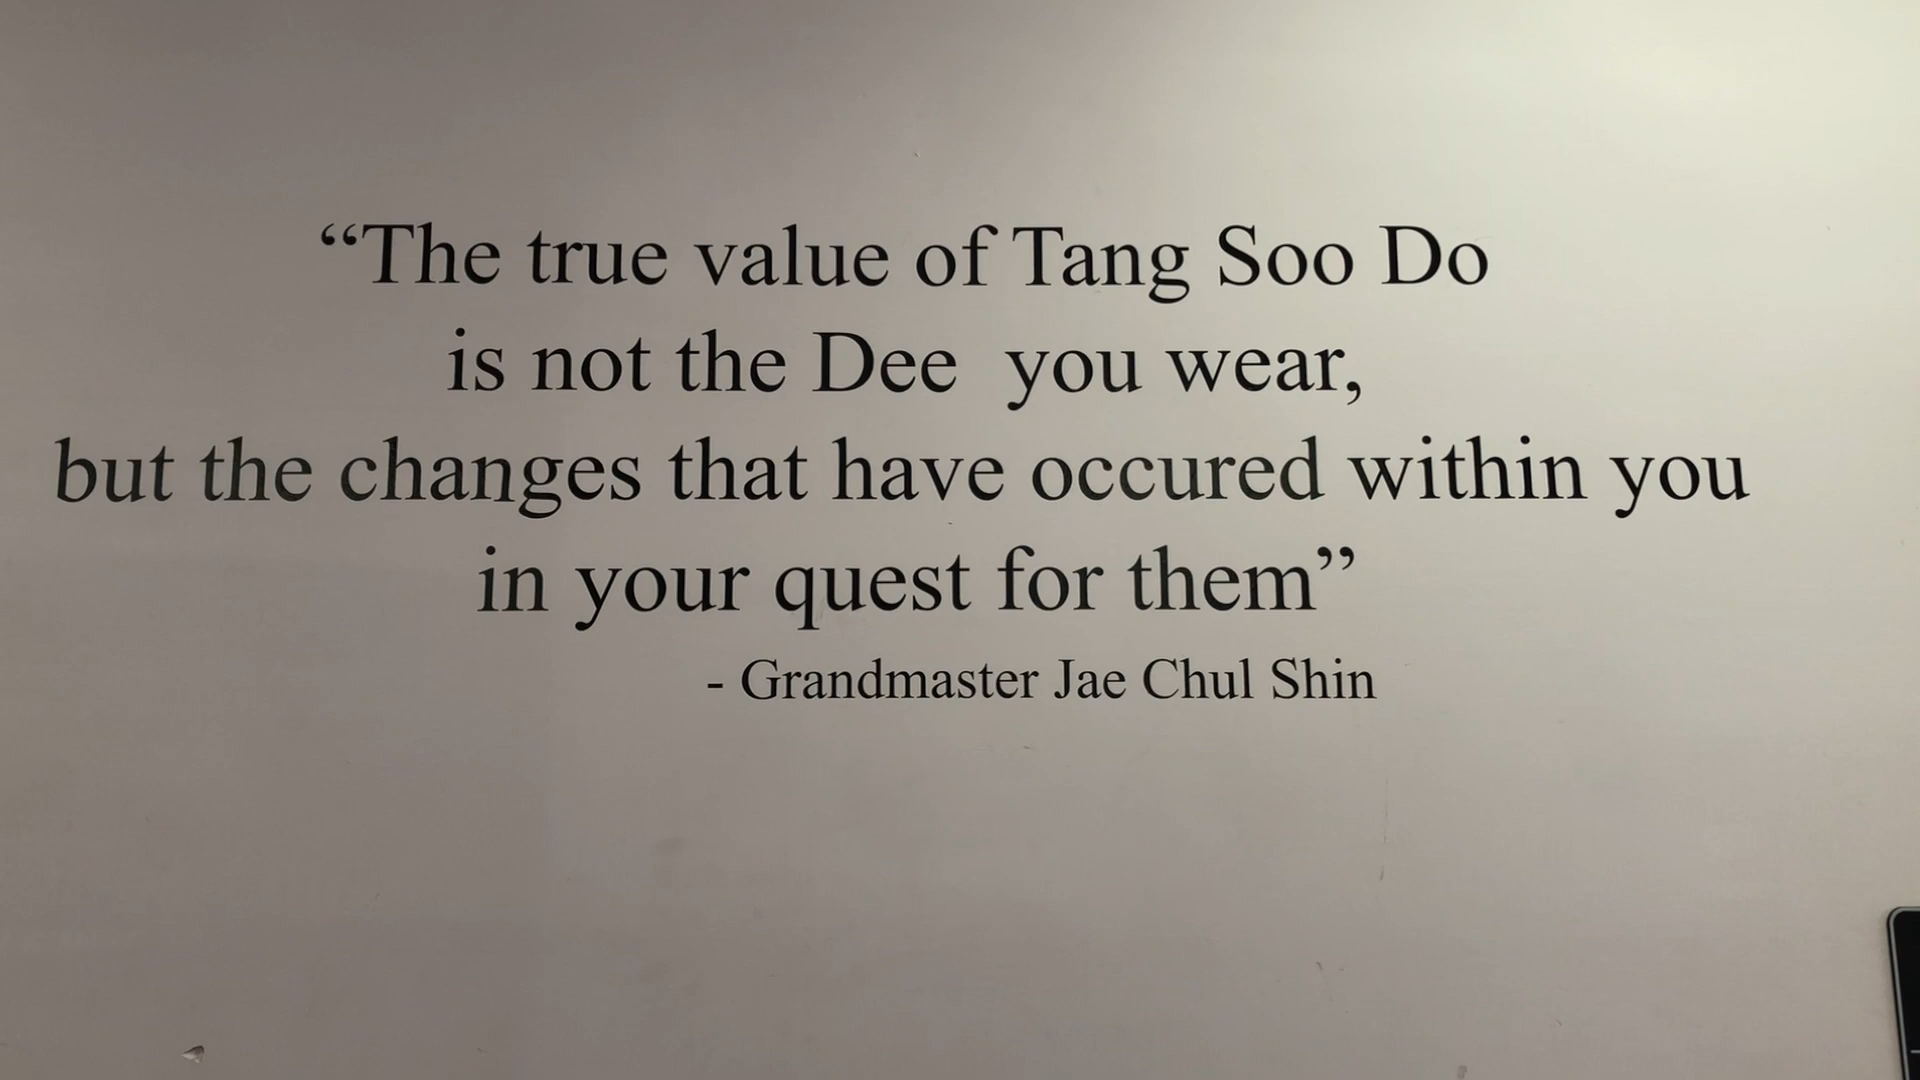 “The true value of Tang Soo Do
is not the Dee  you wear,
but the changes that have occured within you
in your quest for them”
- Grandmaster Jae Chul Shin